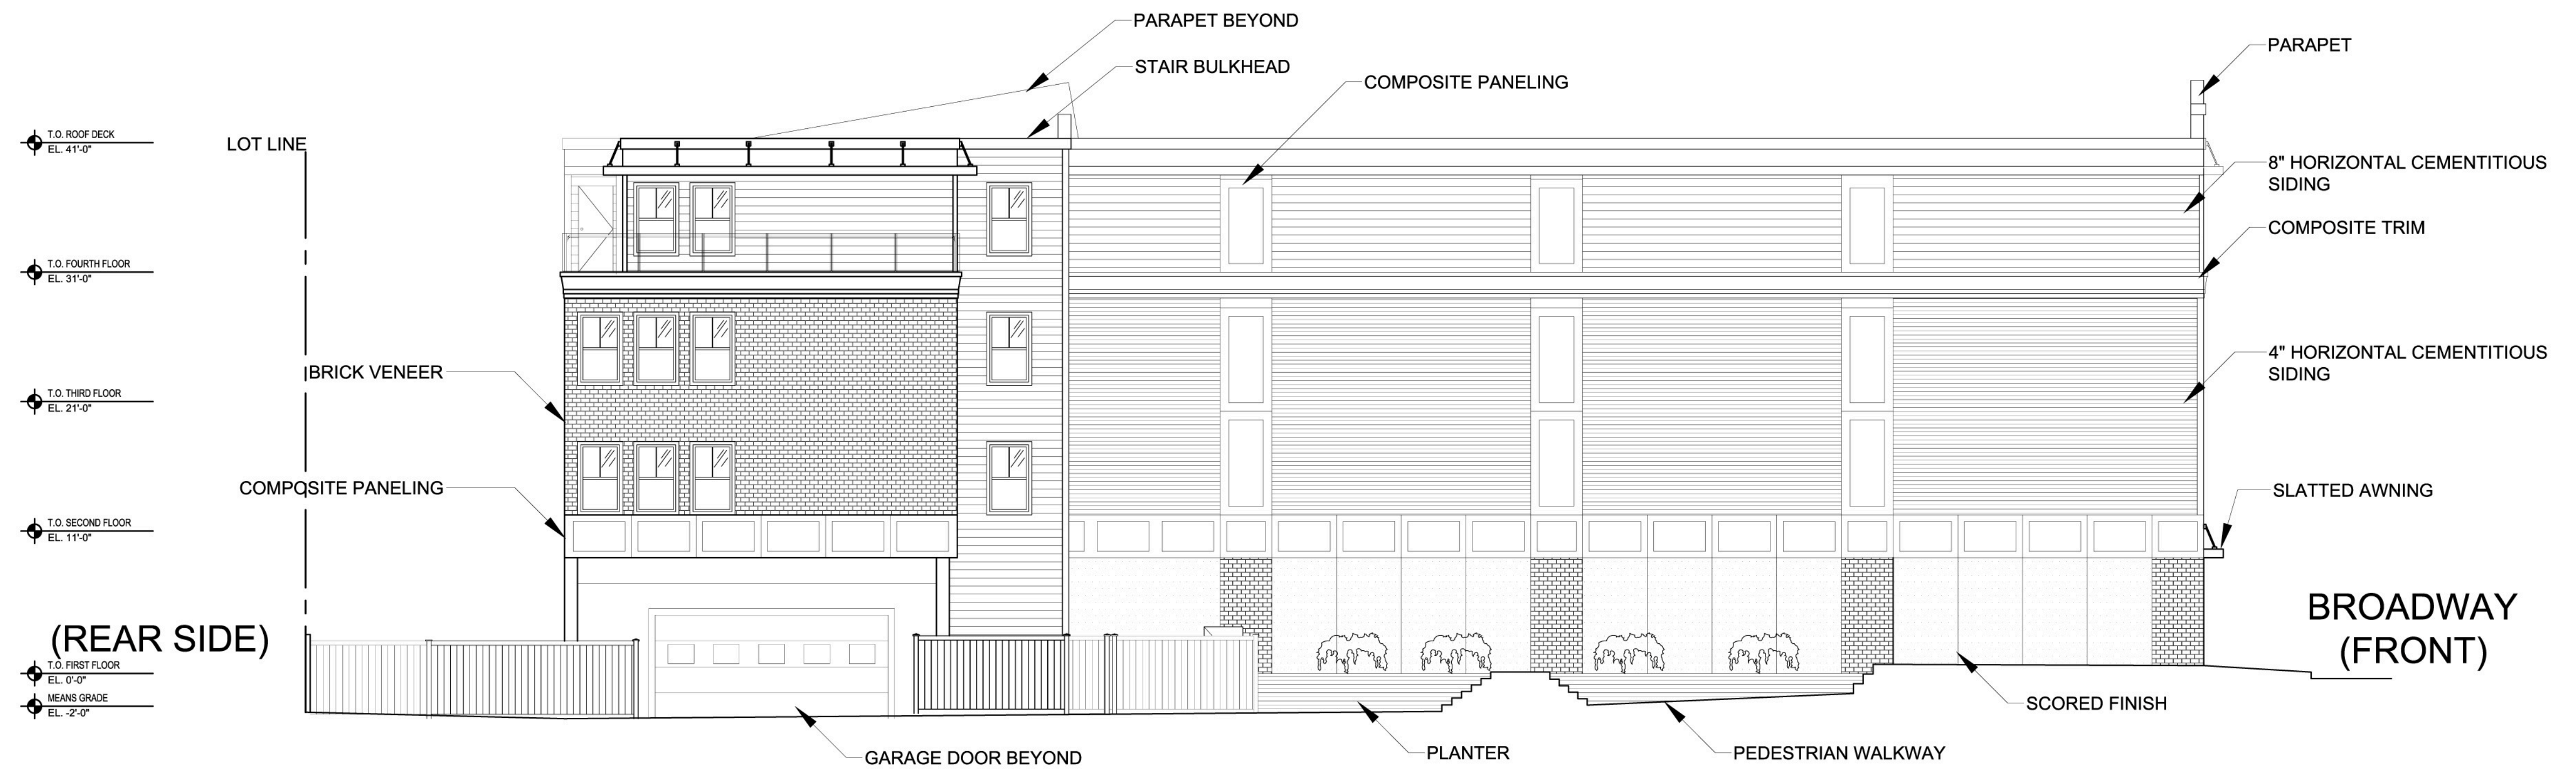 PARAPET BEYOND
PARAPET
STAIR BULKHEAD
COMPOSITE PANELING
T.O. ROOF DECK
EL. 41'-0"
LOT LINE
8" HORIZONTAL CEMENTITIOUS
SIDING
COMPOSITE TRIM
T.O. FOURTH FLOOR
EL. 31'-0"
4" HORIZONTAL CEMENTITIOUS
SIDING
BRICK VENEER
T.O. THIRD FLOOR
EL. 21'-0"
COMPOSITE PANELING
SLATTED AWNING
T.O. SECOND FLOOR
EL. 11'-0"
BROADWAY
(FRONT)
(REAR SIDE)
T.O. FIRST FLOOR
EL. 0'-0"
MEANS GRADE
EL. -2'-0"
SCORED FINISH
GARAGE DOOR BEYOND
PLANTER
PEDESTRIAN WALKWAY